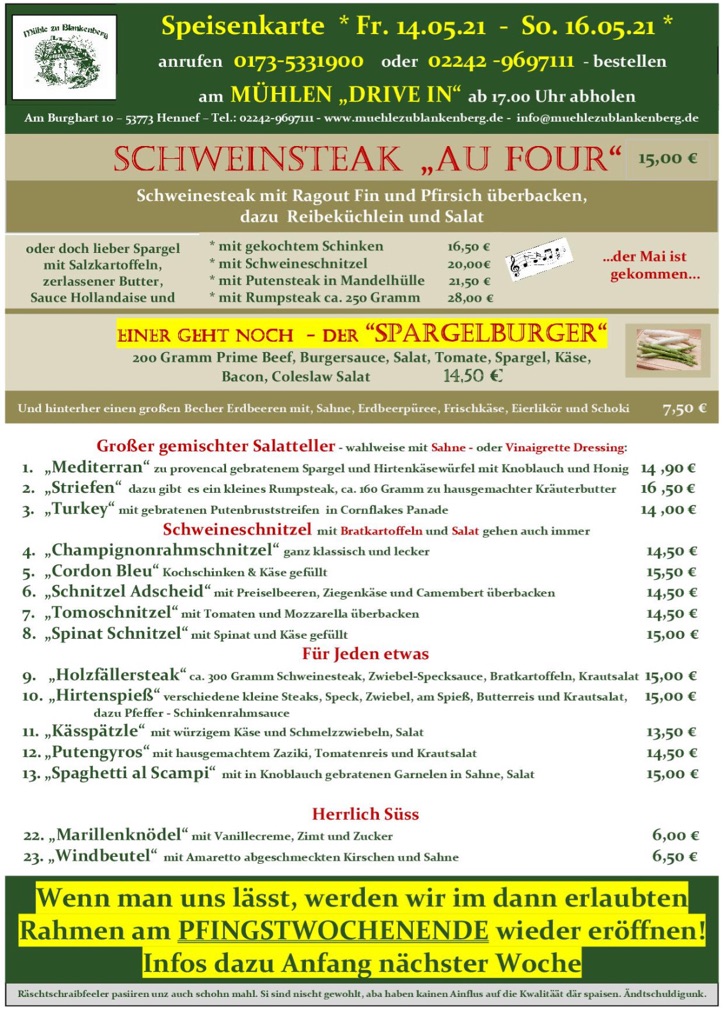 Mühle zu Blankenberg
Speisenkarte * Fr. 14.05.21 - So. 16.05.21 *
anrufen 0173-5331900 oder 02242 -9697111 - bestellen
am MÜHLEN „DRIVE IN“ ab 17.00 Uhr abholen
Am Burghart 10 – 53773 Hennef – Tel.: 02242-9697111 - www.muehlezublankenberg.de - info@muehlezublankenberg.de
SCHWEINSTEAK „AU FOUR“ 15,00 €
Schweinesteak mit Ragout Fin und Pfirsich überbacken,
dazu Reibeküchlein und Salat
oder doch lieber Spargel
mit Salzkartoffeln,
zerlassener Butter,
Sauce Hollandaise und
* mit gekochtem Schinken 16,50 €
* mit Schweineschnitzel 20,00€
* mit Putensteak in Mandelhülle 21,50 €
* mit Rumpsteak ca. 250 Gramm 28,00 €
...der Mai ist
gekommen...
EINER GEHT NOCH - DER “SPARGELBURGER“
200 Gramm Prime Beef, Burgersauce, Salat, Tomate, Spargel, Käse,
Bacon, Coleslaw Salat 14,50 €
Und hinterher einen großen Becher Erdbeeren mit, Sahne, Erdbeerpüree, Frischkäse, Eierlikör und Schoki 7,50 €
Großer gemischter Salatteller - wahlweise mit Sahne - oder Vinaigrette Dressing:
1. „Mediterran“ zu provencal gebratenem Spargel und Hirtenkäsewürfel mit Knoblauch und Honig 14 ,90 €
2. „Striefen“ dazu gibt es ein kleines Rumpsteak, ca. 160 Gramm zu hausgemachter Kräuterbutter 16 ,50 €
3. „Turkey“ mit gebratenen Putenbruststreifen in Cornflakes Panade 14 ,00 €
Schweineschnitzel mit Bratkartoffeln und Salat gehen auch immer
4. „Champignonrahmschnitzel“ ganz klassisch und lecker 14,50 €
5. „Cordon Bleu“ Kochschinken & Käse gefüllt 15,50 €
6. „Schnitzel Adscheid“ mit Preiselbeeren, Ziegenkäse und Camembert überbacken 14,50 €
7. „Tomoschnitzel“ mit Tomaten und Mozzarella überbacken 14,50 €
8. „Spinat Schnitzel“ mit Spinat und Käse gefüllt 15,00 €
Für Jeden etwas
9. „Holzfällersteak“ ca. 300 Gramm Schweinesteak, Zwiebel-Specksauce, Bratkartoffeln, Krautsalat 15,00 €
10. „Hirtenspieß“ verschiedene kleine Steaks, Speck, Zwiebel, am Spieß, Butterreis und Krautsalat, 15,00 €
dazu Pfeffer - Schinkenrahmsauce
11. „Kässpätzle“ mit würzigem Käse und Schmelzzwiebeln, Salat 13,50 €
12. „Putengyros“ mit hausgemachtem Zaziki, Tomatenreis und Krautsalat 14,50 €
13. „Spaghetti al Scampi“ mit in Knoblauch gebratenen Garnelen in Sahne, Salat 15,00 €
Herrlich Süss
22. „Marillenknödel“ mit Vanillecreme, Zimt und Zucker 6,00 €
23. „Windbeutel“ mit Amaretto abgeschmeckten Kirschen und Sahne 6,50 €
Wenn man uns lässt, werden wir im dann erlaubten
Rahmen am PFINGSTWOCHENENDE wieder eröffnen!
Infos dazu Anfang nächster Woche
Räschtschraibfeeler pasiiren unz auch schohn mahl. Si sind nischt gewohlt, aba haben kainen Ainflus auf die Kwalitäät där spaisen. Ändtschuldigunk.